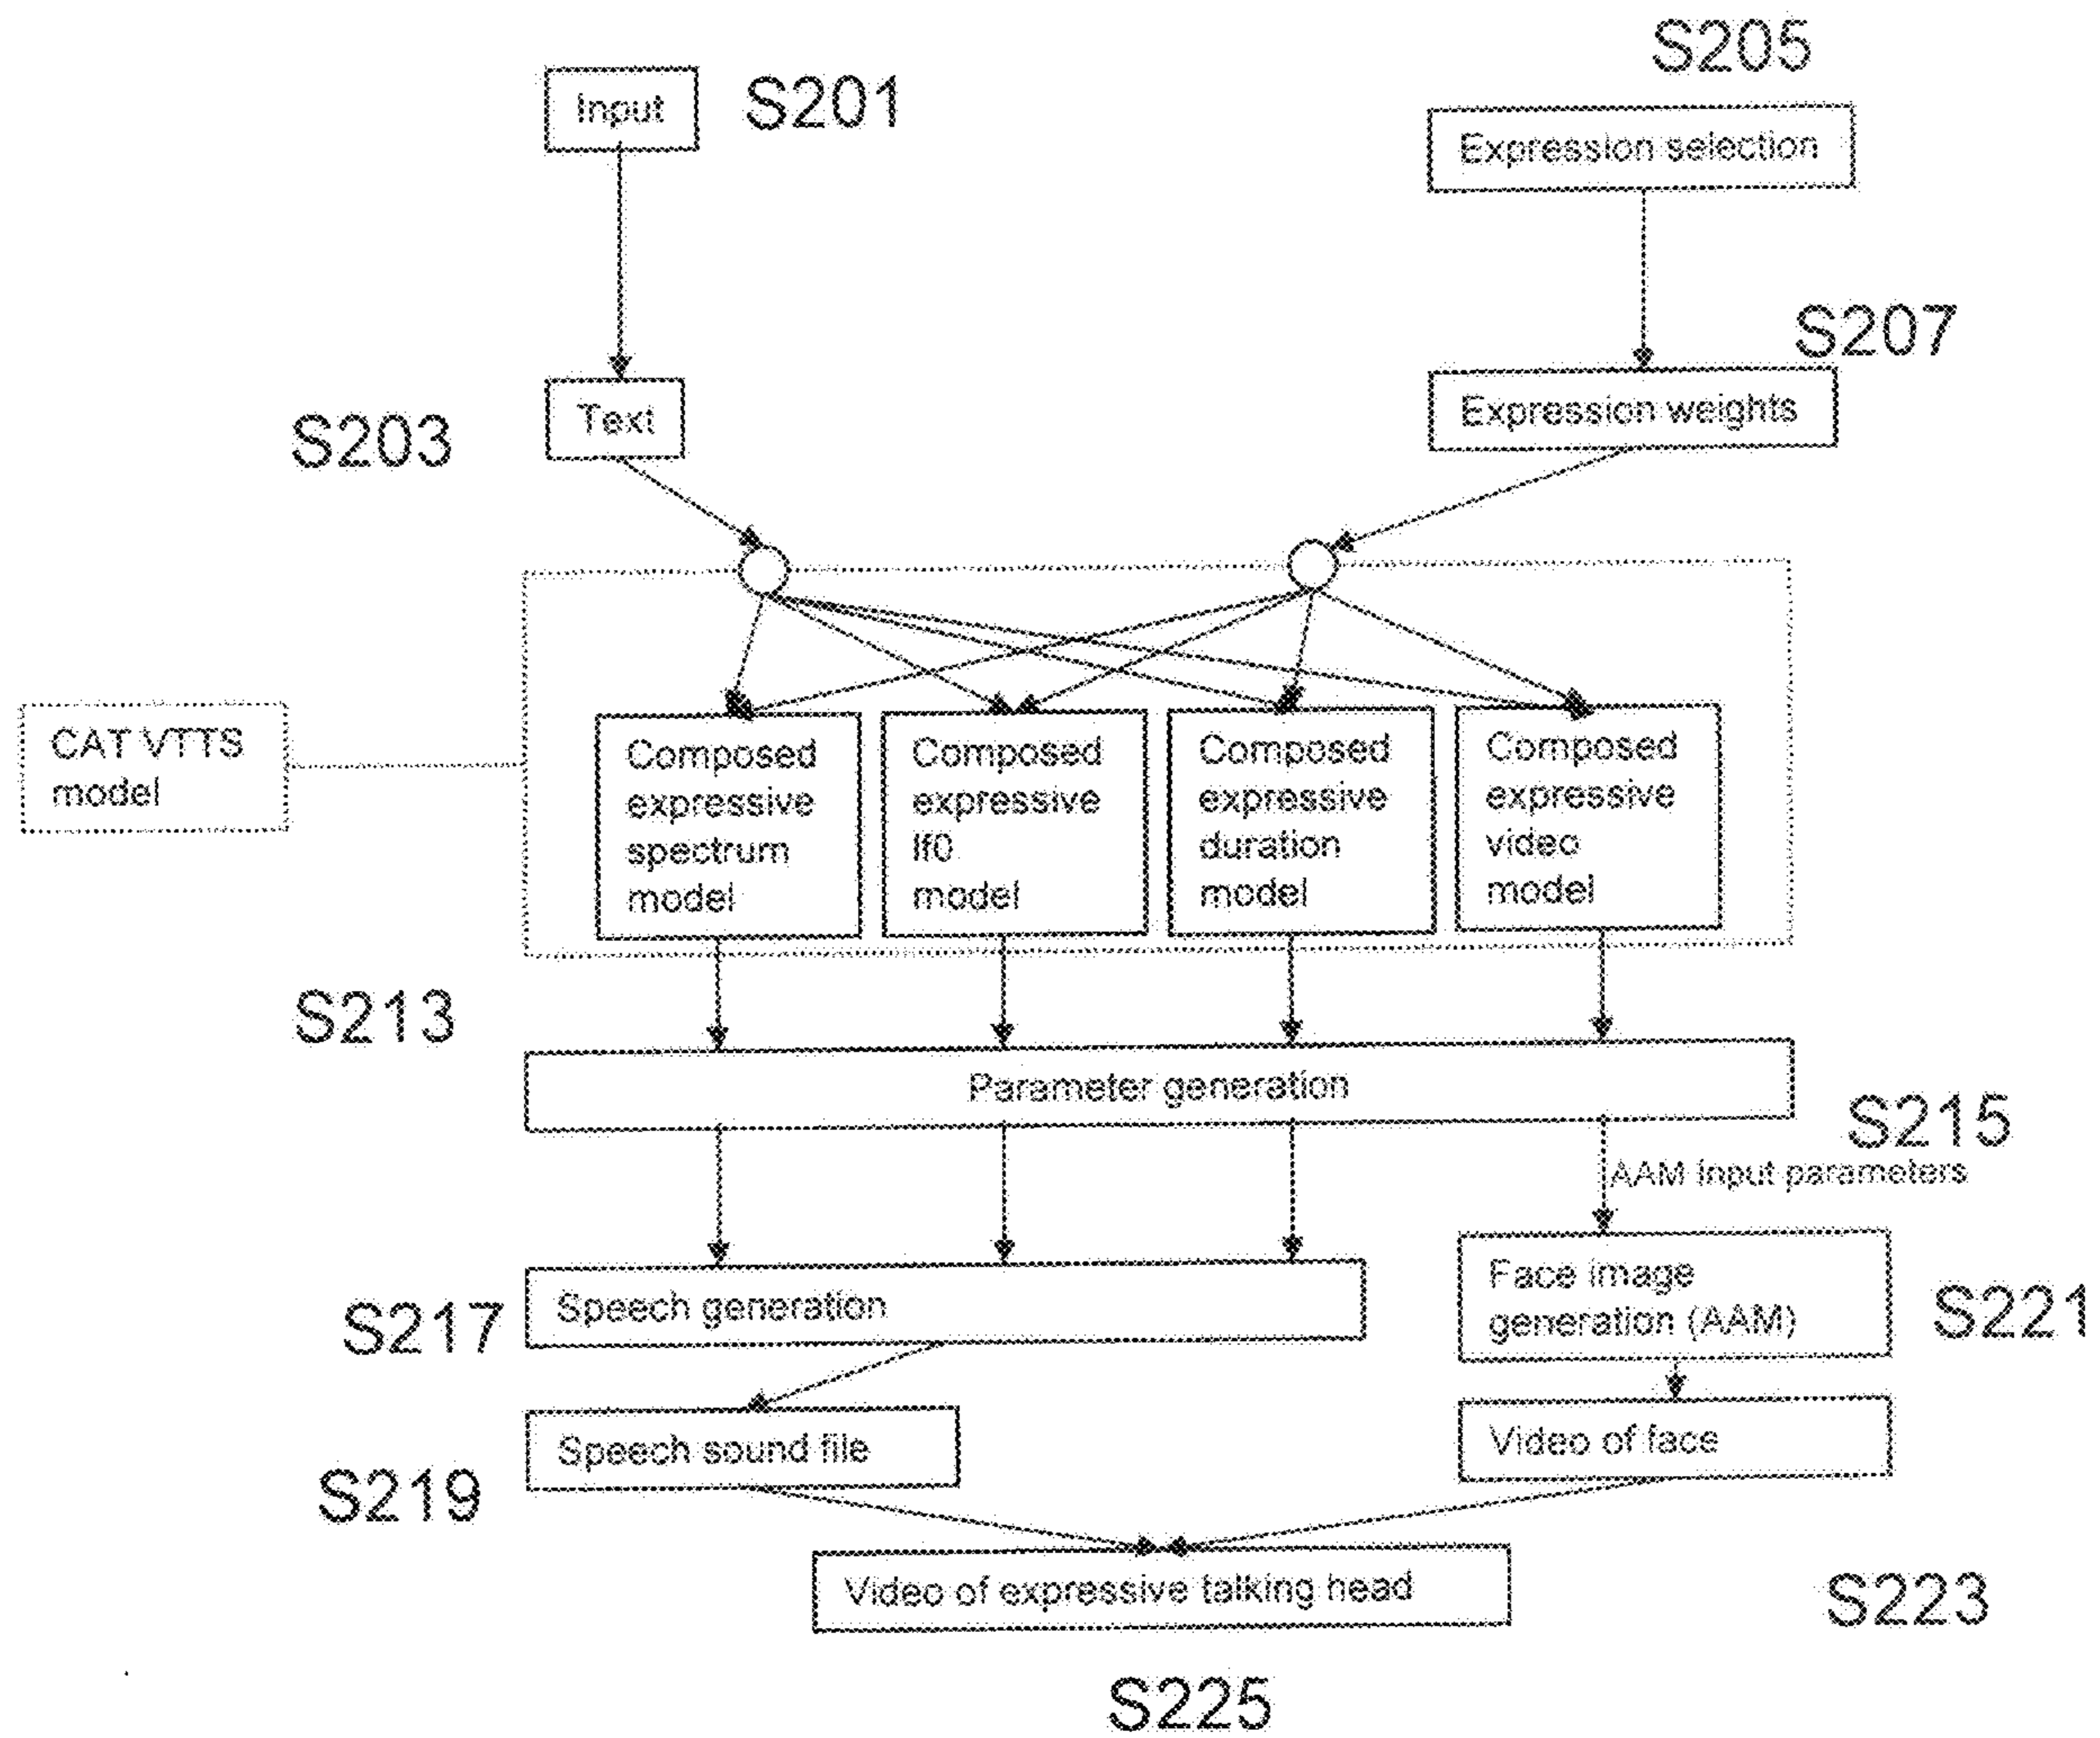 S205
Input
S201
Expression selection
S207
Expression weights
S203
Text
CAT VTTS
model
Composed
expressive
spectrum
model
Composed
expressive
lf0
model
Composed
expressive
duration
model
Composed
expressive
video
model
S213
Parameter generation
S215
AAM input parameters
Face image
generation (AAM)
S221
Speech generation
S217
Speech sound file
Video of face
S219
Video of expressive talking head
S223
S225